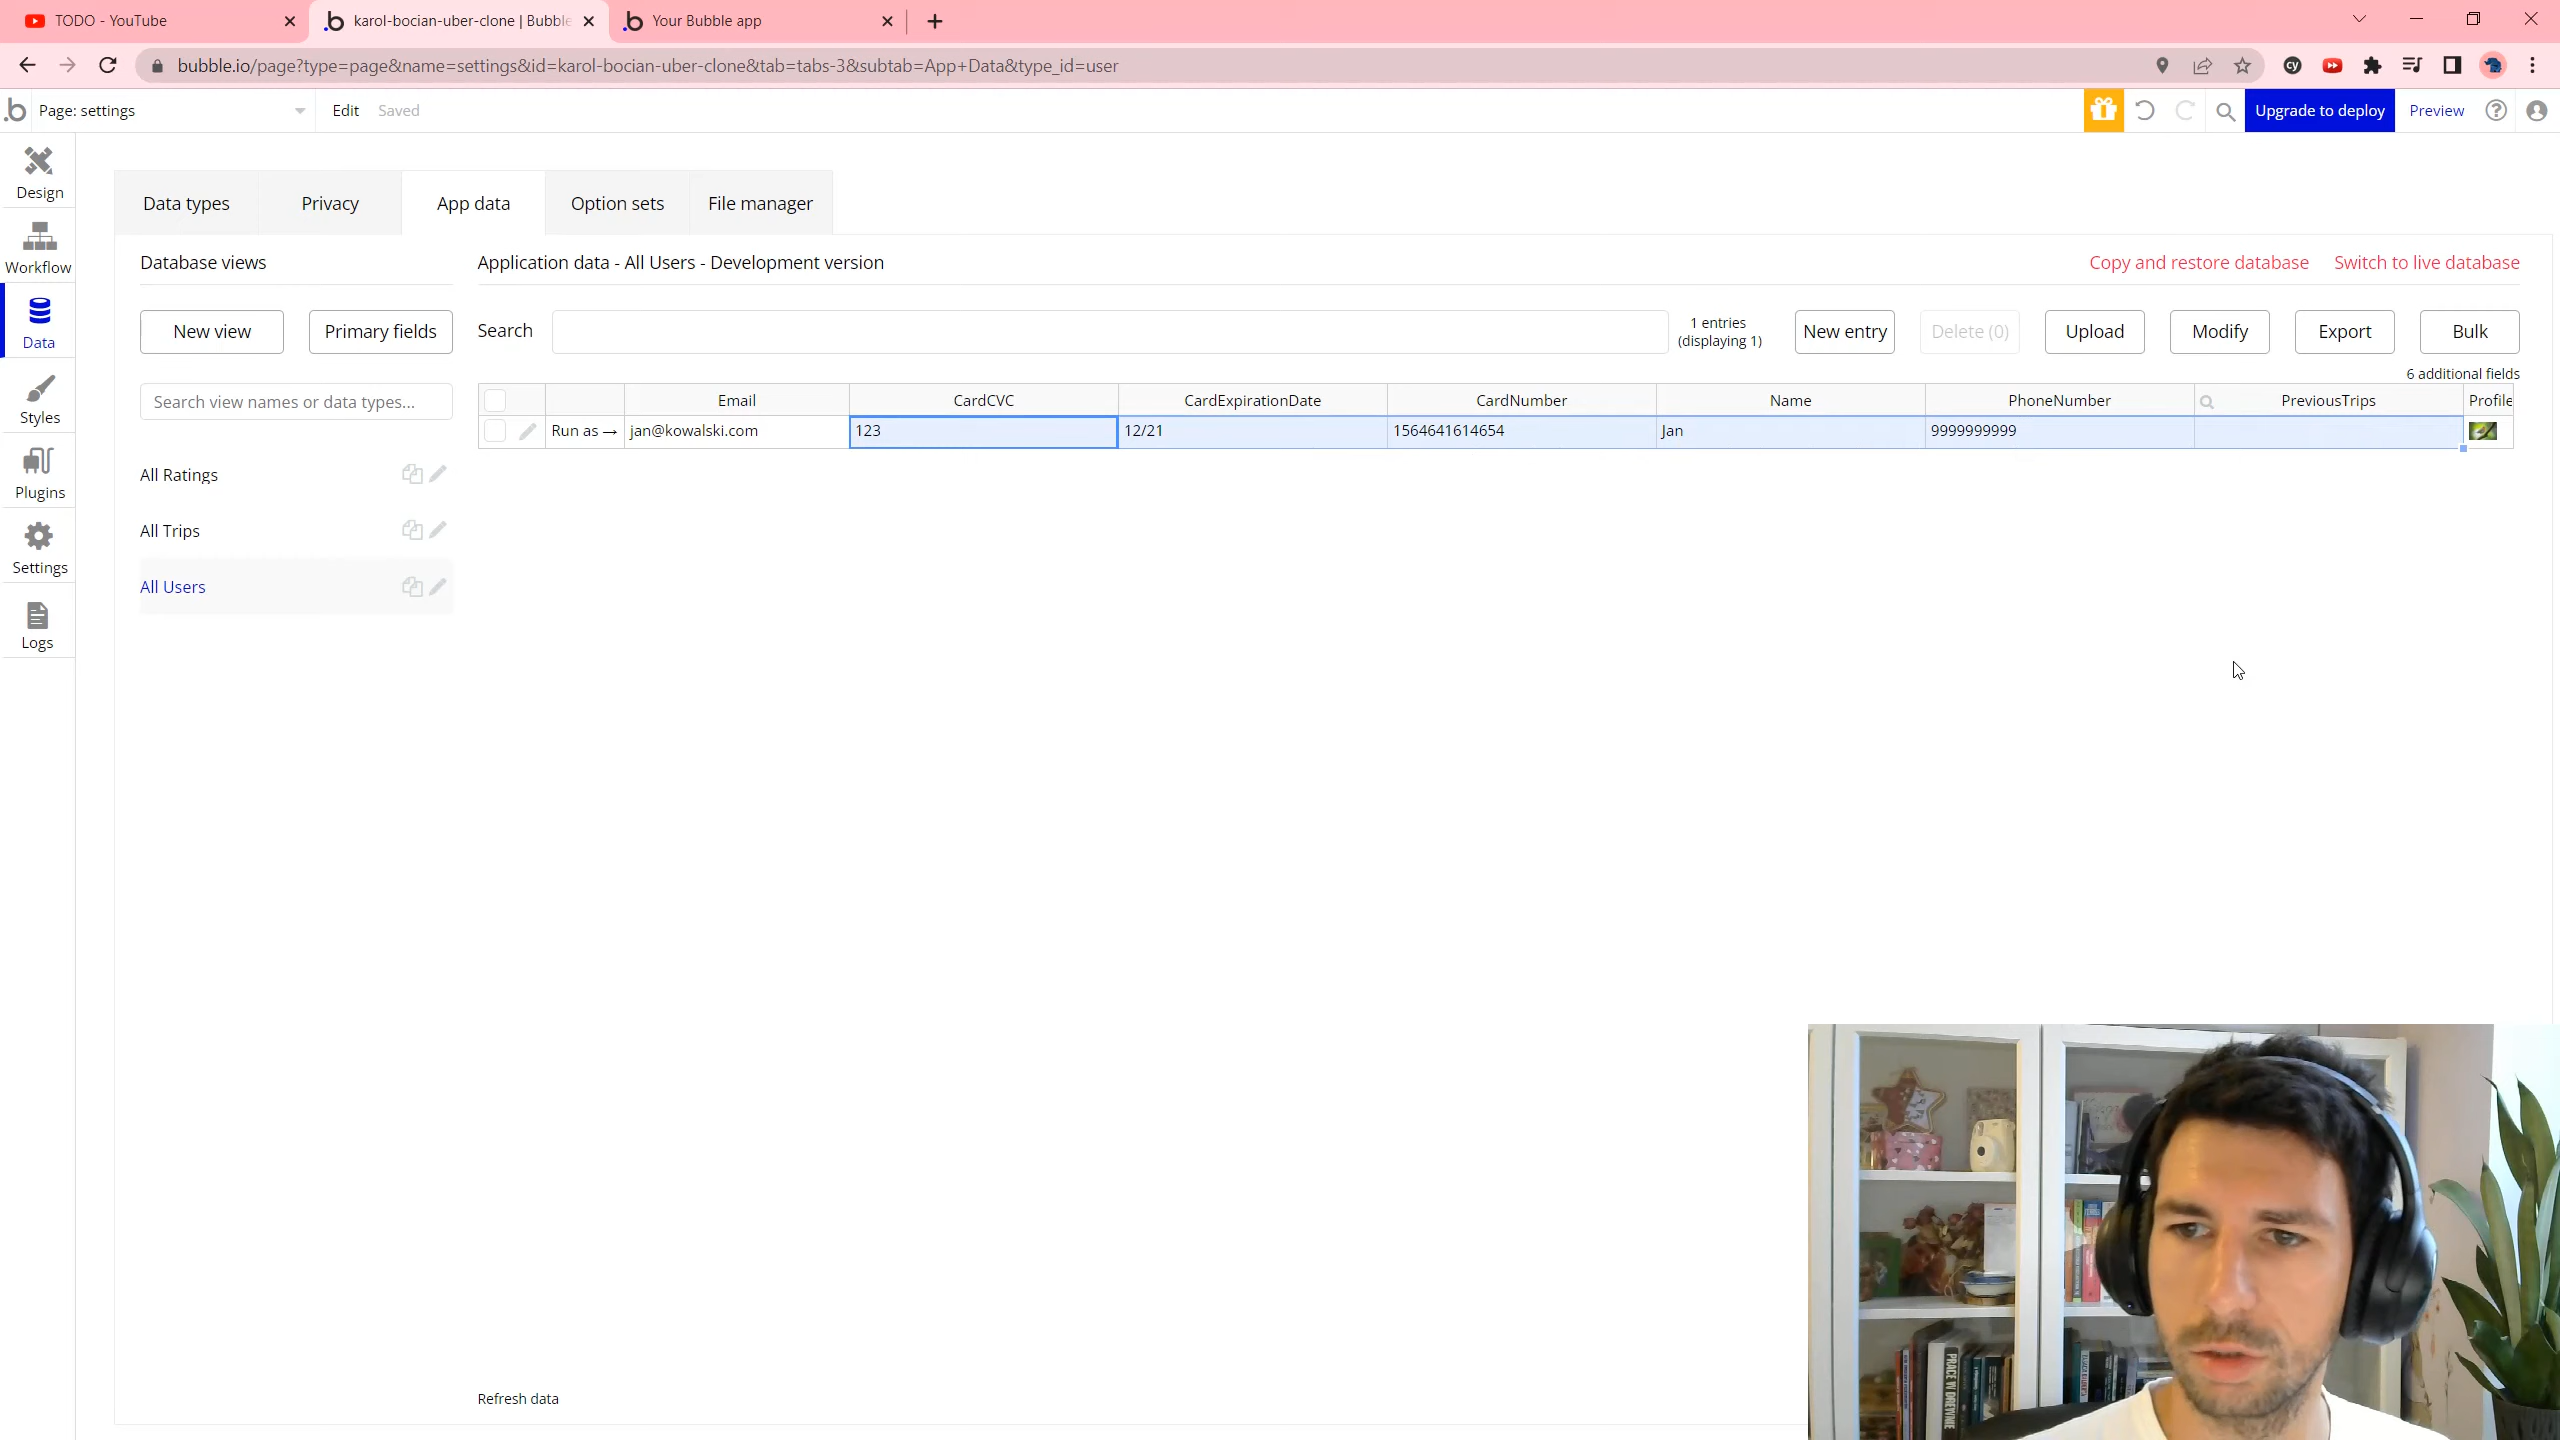 TODO - YouTube
karol-bocian-uber-clone | Bubble
Your Bubble app
bubble.io/page?type=page&name=settings&id=karol-bocian-uber-clone&tab=tabs-3&subtab=App+Data&type_id=user
Page: settings
Edit
Saved
Upgrade to deploy
Preview
Design
Workflow
Data
Styles
Plugins
Settings
Logs
Data types
Privacy
App data
Option sets
File manager
Database views
New view
Primary fields
Search view names or data types...
All Ratings
All Trips
All Users
Application data - All Users - Development version
Copy and restore database
Switch to live database
Search
1 entries
(displaying 1)
New entry
Delete (0)
Upload
Modify
Export
Bulk
6 additional fields
Email CardCVC CardExpirationDate CardNumber Name PhoneNumber PreviousTrips Profile
Run as → jan@kowalski.com 123 12/21 1564641614654 Jan 9999999999
Refresh data